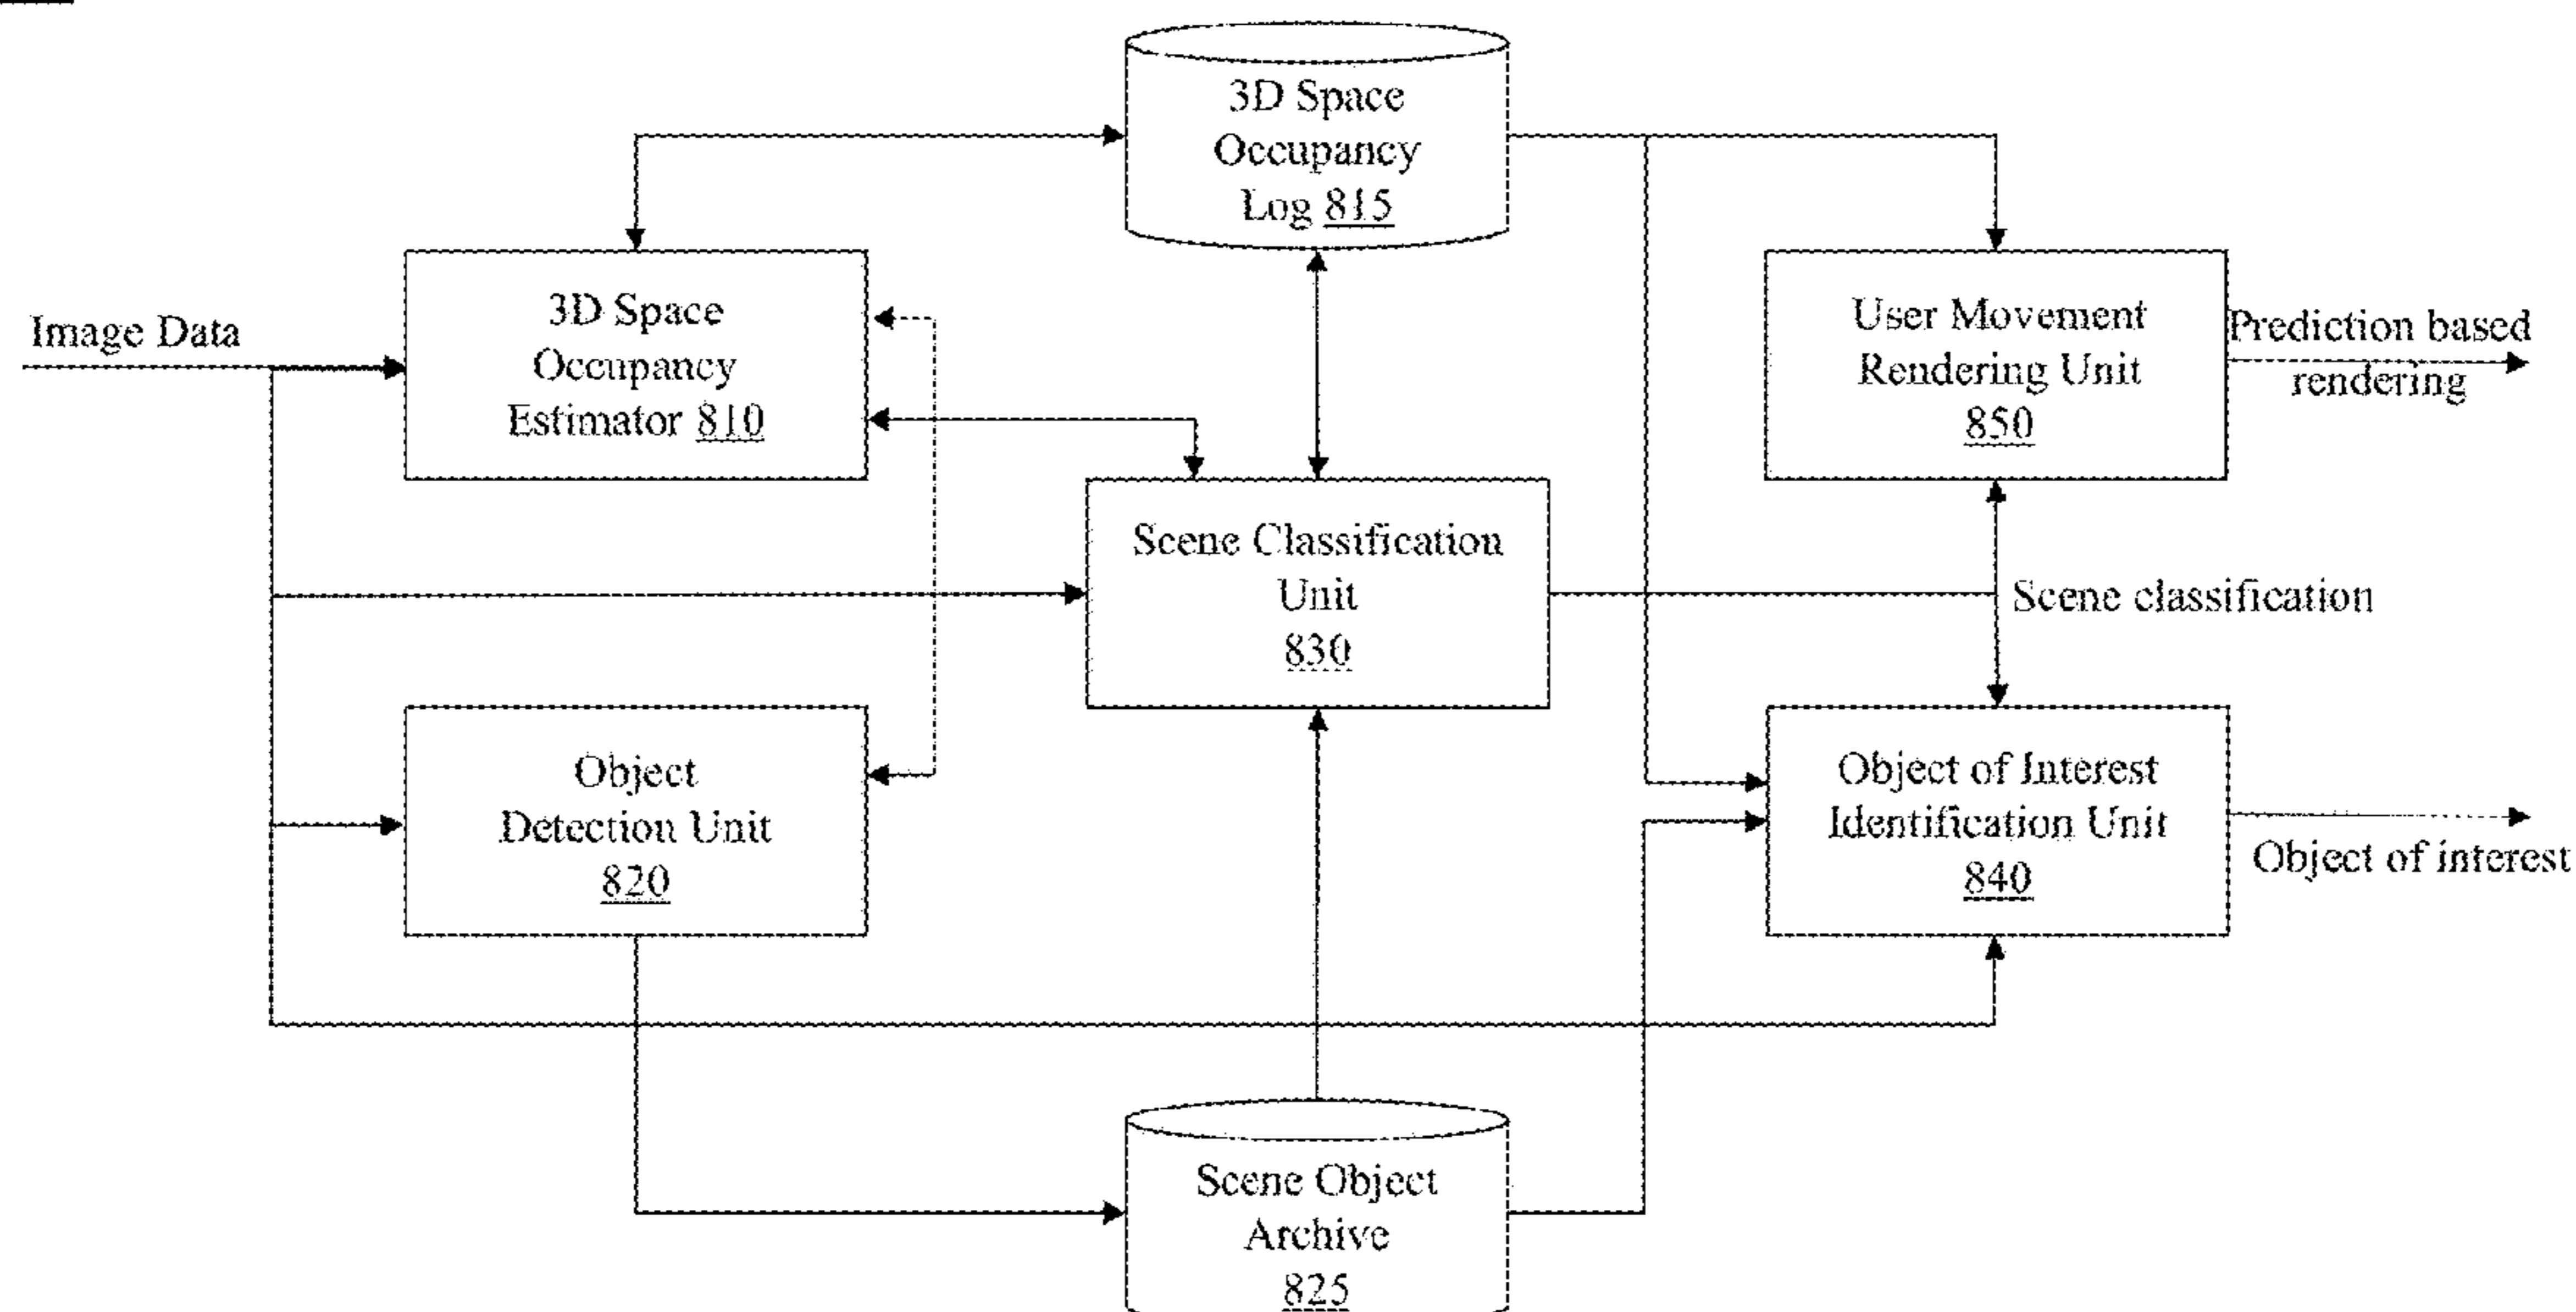 3D Space
Occupancy
Log 815
Image Data
3D Space
Occupancy
Estimator 810
User Movement
Rendering Unit
850
Prediction based
rendering
Scene Classification
Unit
830
Scene classification
Object
Detection Unit
820
Object of Interest
Identification Unit
840
Object of interest
Scene Object
Archive
825